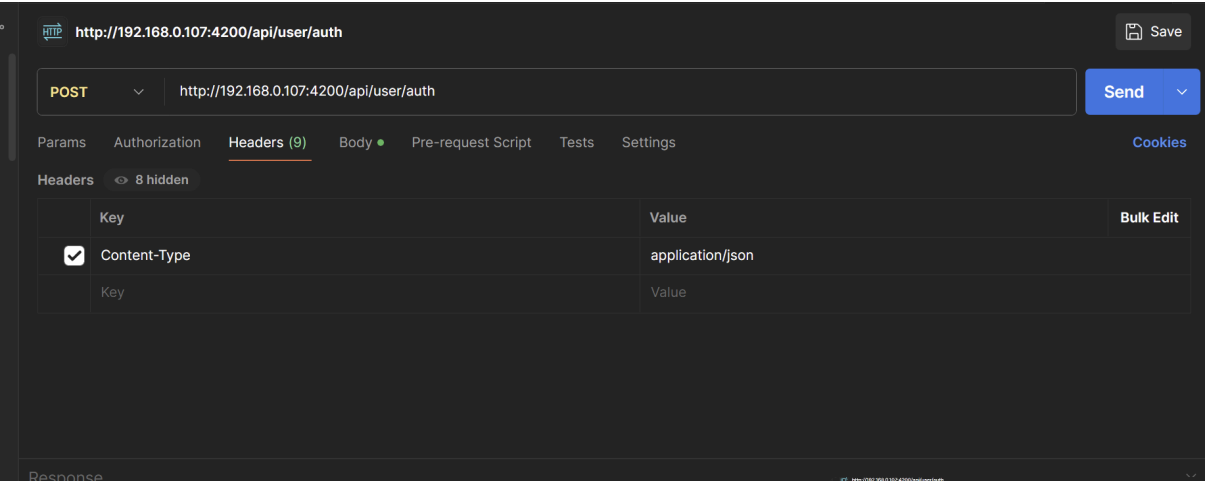 HTTP http://192.168.0.107:4200/api/user/auth Save
POST http://192.168.0.107:4200/api/user/auth Send
Params Authorization Headers (9) Body Pre-request Script Tests Settings Cookies
Headers 8 hidden
Key Value Bulk Edit
Content-Type application/json
Key Value
Response